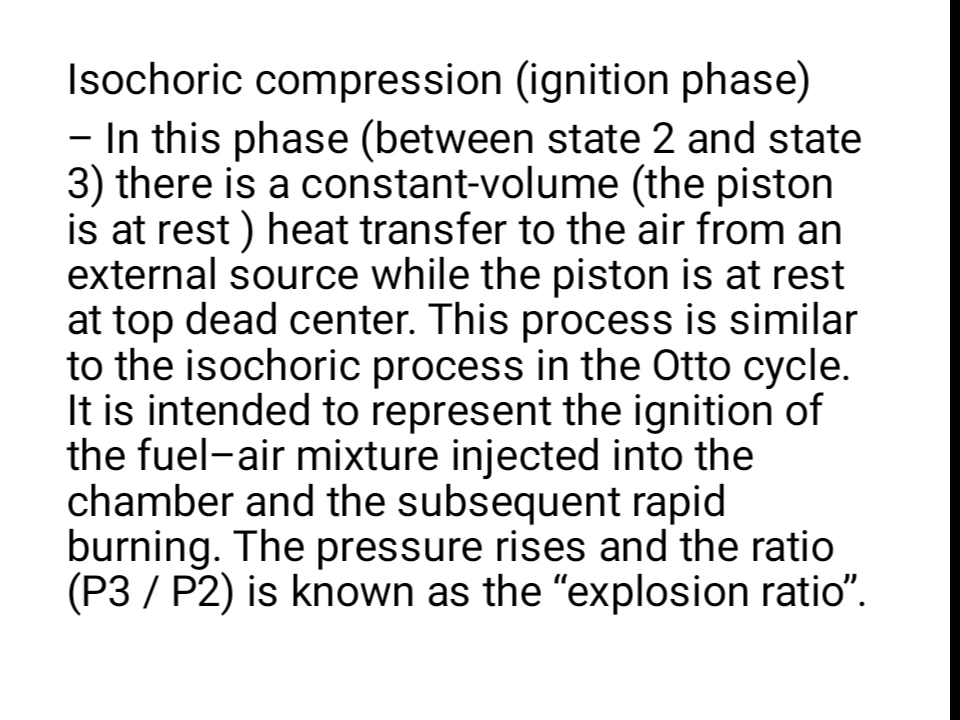 Isochoric compression (ignition phase)
– In this phase (between state 2 and state
3) there is a constant-volume (the piston
is at rest ) heat transfer to the air from an
external source while the piston is at rest
at top dead center. This process is similar
to the isochoric process in the Otto cycle.
It is intended to represent the ignition of
the fuel–air mixture injected into the
chamber and the subsequent rapid
burning. The pressure rises and the ratio
(P3 / P2) is known as the “explosion ratio”.